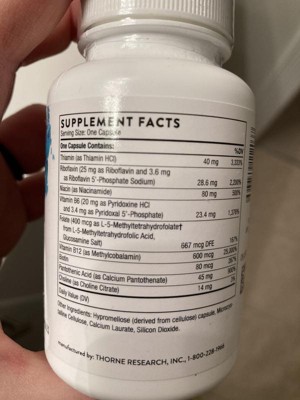 SUPPLEMENT FACTS
Serving Size: One Capsule
%DV
One Capsule Contains:
Thiamin (as Thiamin HCl) 40 mg 3,333%
Riboflavin (25 mg as Riboflavin and 3.6 mg
as Riboflavin 5'-Phosphate Sodium) 28.6 mg 2,200%
Niacin (as Niacinamide) 80 mg 500%
Vitamin B6 (20 mg as Pyridoxine HCl
and 3.4 mg as Pyridoxal 5'-Phosphate) 23.4 mg 1,376%
Folate (400 mcg as L-5-Methyltetrahydrofolate†
from L-5-Methyltetrahydrofolic Acid,
Glucosamine Salt) 667 mcg DFE 167%
Vitamin B12 (as Methylcobalamin) 600 mcg
Biotin 80 mcg 267%
Pantothenic Acid (as Calcium Pantothenate) 45 mg 900%
Choline (as Choline Citrate) 14 mg
Daily Value (DV)
Other Ingredients: Hypromellose (derived from cellulose) capsule,
Cellulose, Calcium Laurate, Silicon Dioxide.
manufactured by: THORNE RESEARCH, INC., 1-800-228-1966